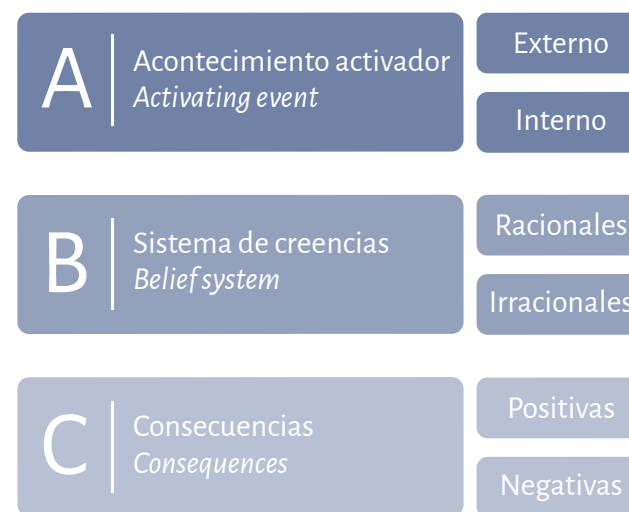 A
Acontecimiento activador
Activating event
Externo
Interno
B
Sistema de creencias
Belief system
Racionales
Irracionales
C
Consecuencias
Consequences
Positivas
Negativas